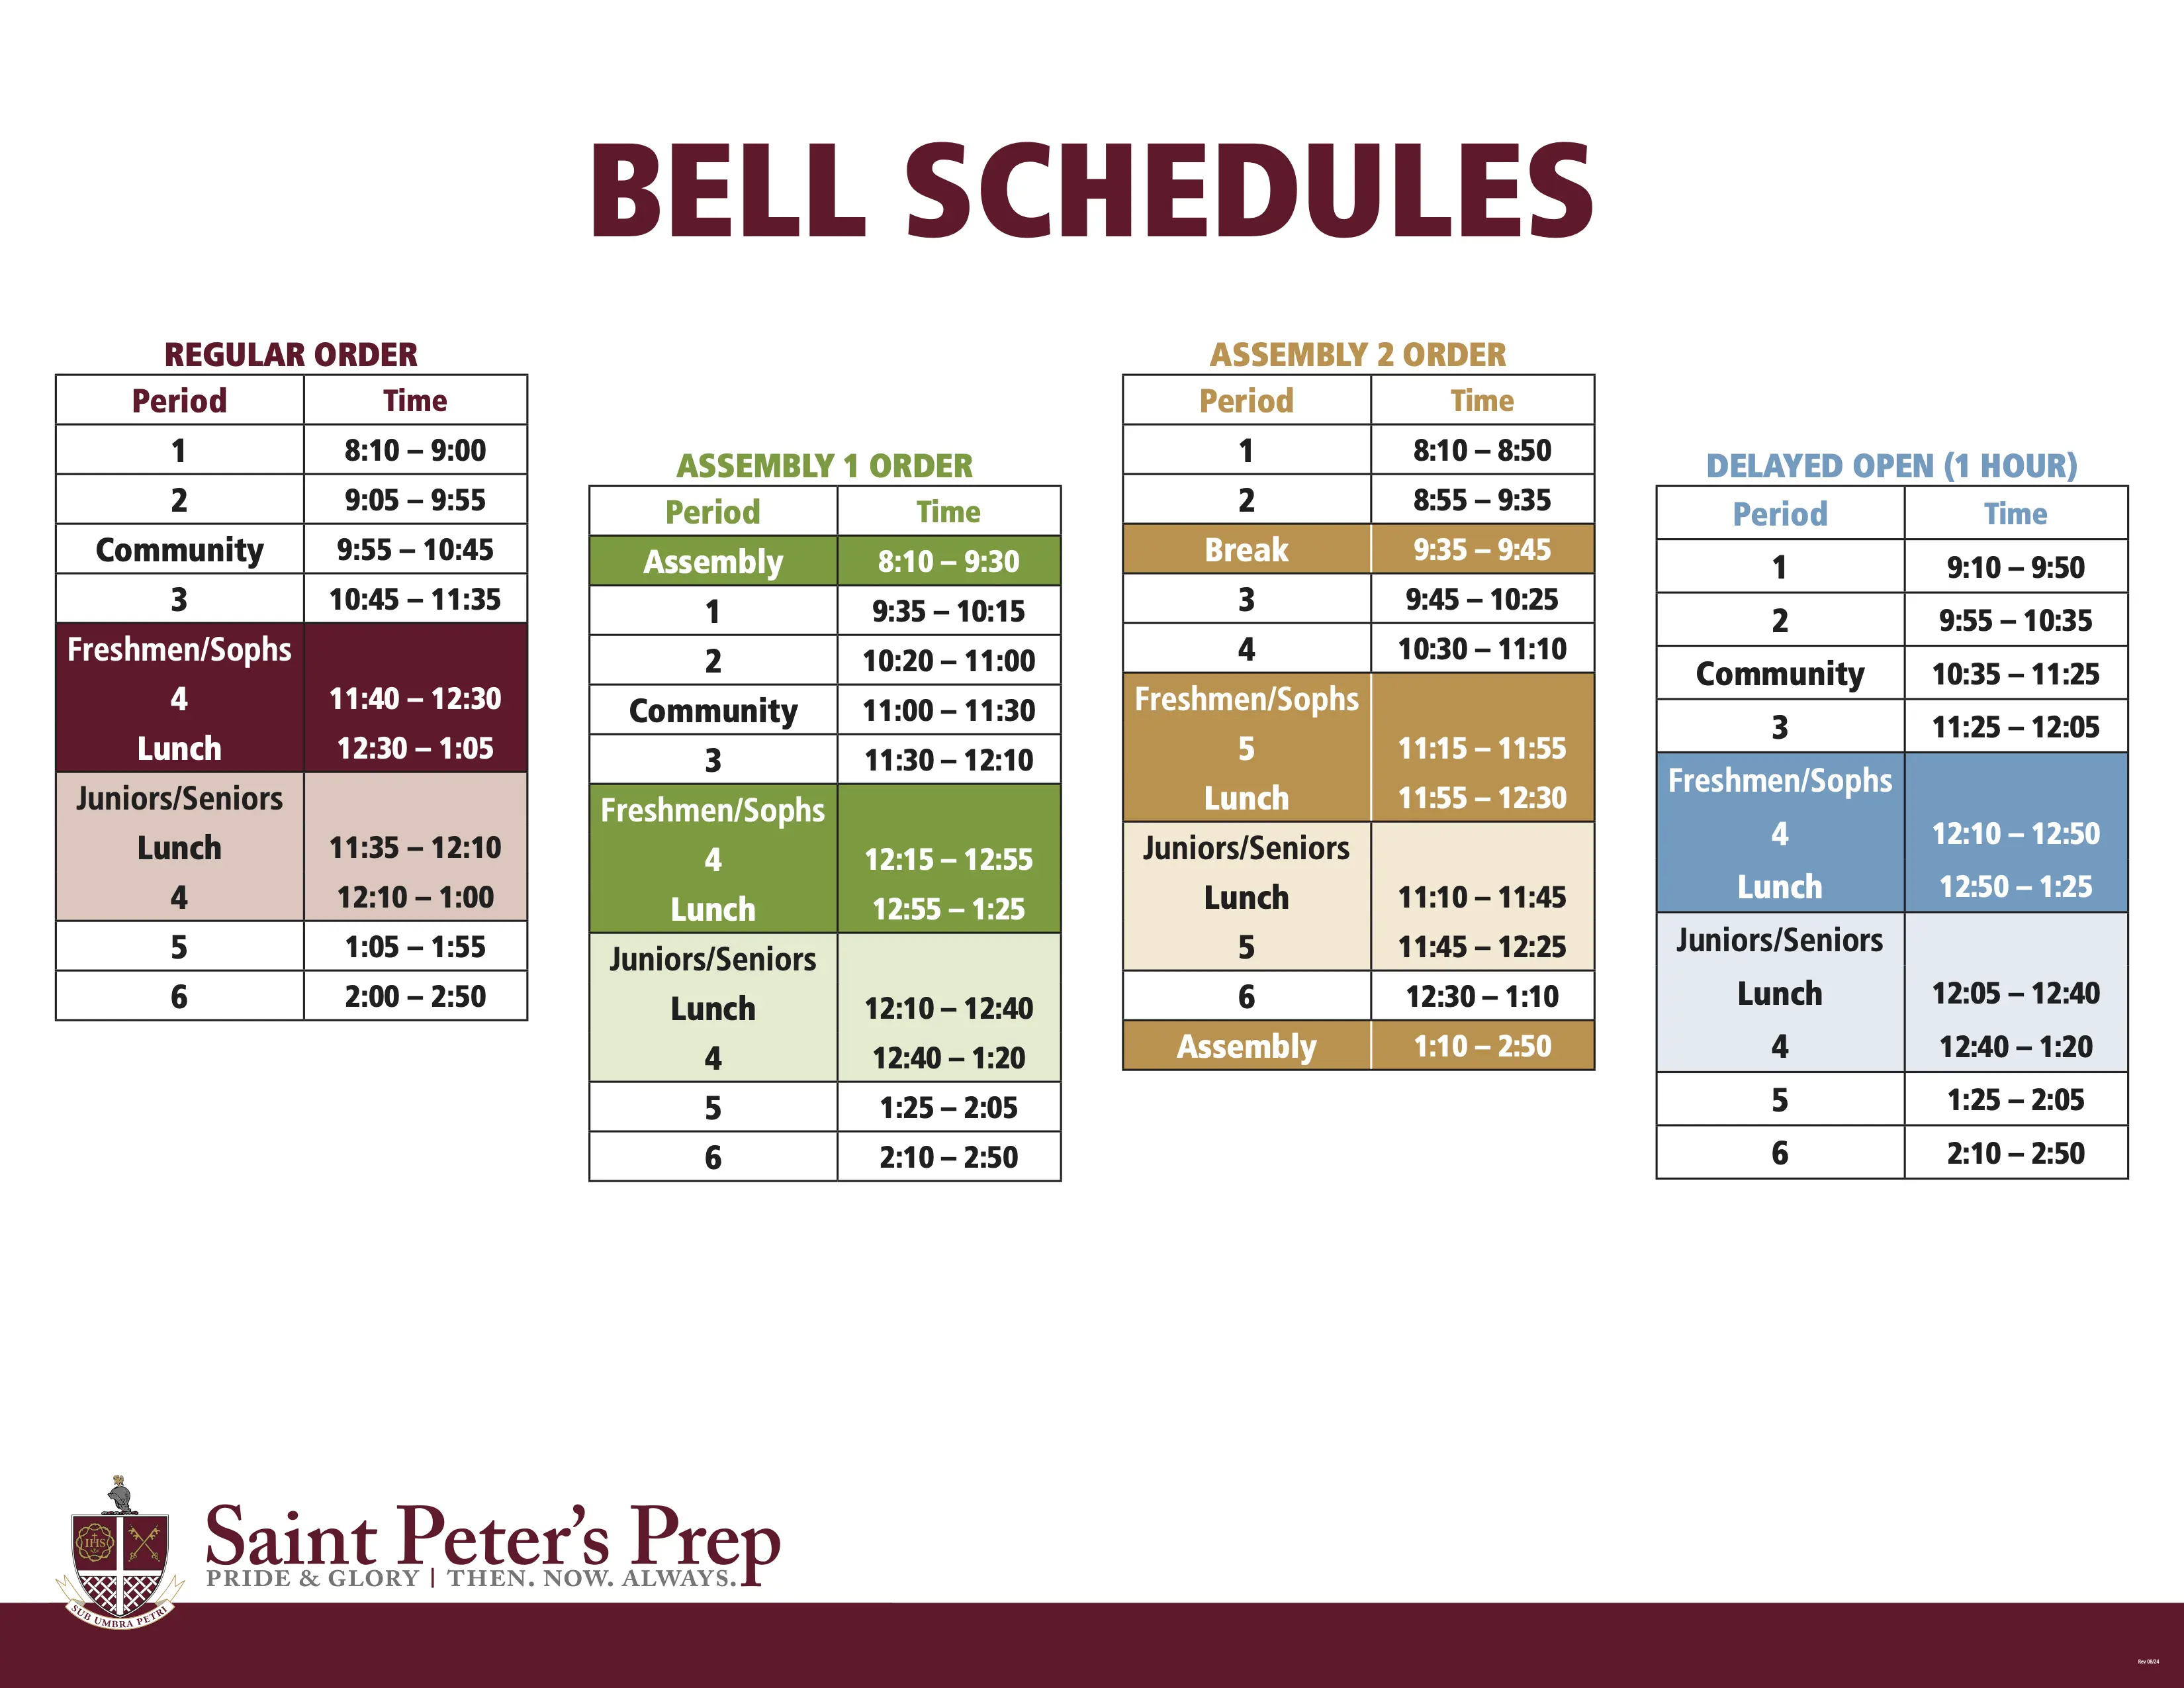 BELL SCHEDULES
REGULAR ORDER
Period Time
1 8:10 – 9:00
2 9:05 – 9:55
Community 9:55 – 10:45
3 10:45 – 11:35
Freshmen/Sophs
4 11:40 – 12:30
Lunch 12:30 – 1:05
Juniors/Seniors
Lunch 11:35 – 12:10
4 12:10 – 1:00
5 1:05 – 1:55
6 2:00 – 2:50
ASSEMBLY 1 ORDER
Period Time
Assembly 8:10 – 9:30
1 9:35 – 10:15
2 10:20 – 11:00
Community 11:00 – 11:30
3 11:30 – 12:10
Freshmen/Sophs
4 12:15 – 12:55
Lunch 12:55 – 1:25
Juniors/Seniors
Lunch 12:10 – 12:40
4 12:40 – 1:20
5 1:25 – 2:05
6 2:10 – 2:50
ASSEMBLY 2 ORDER
Period Time
1 8:10 – 8:50
2 8:55 – 9:35
Break 9:35 – 9:45
3 9:45 – 10:25
4 10:30 – 11:10
Freshmen/Sophs
5 11:15 – 11:55
Lunch 11:55 – 12:30
Juniors/Seniors
Lunch 11:10 – 11:45
5 11:45 – 12:25
6 12:30 – 1:10
Assembly 1:10 – 2:50
DELAYED OPEN (1 HOUR)
Period Time
1 9:10 – 9:50
2 9:55 – 10:35
Community 10:35 – 11:25
3 11:25 – 12:05
Freshmen/Sophs
4 12:10 – 12:50
Lunch 12:50 – 1:25
Juniors/Seniors
Lunch 12:05 – 12:40
4 12:40 – 1:20
5 1:25 – 2:05
6 2:10 – 2:50
IHS
SUB UMBRA PETRI
Saint Peter's Prep
PRIDE & GLORY | THEN. NOW. ALWAYS.
Rev 08/24